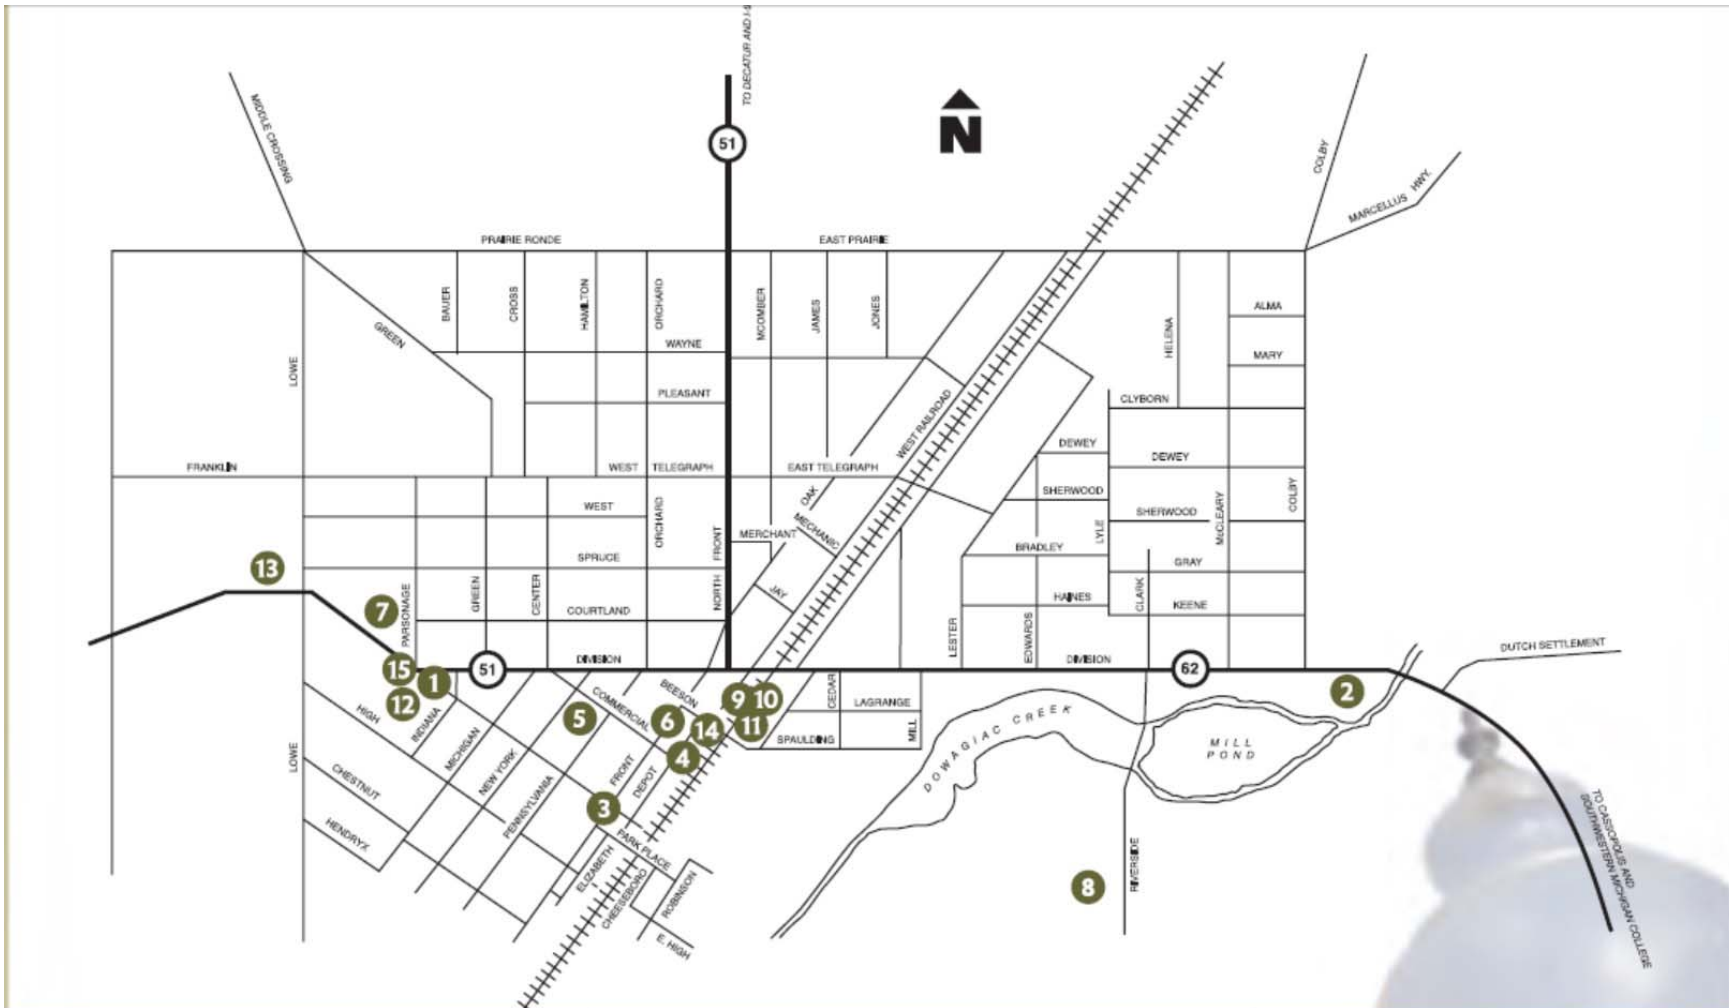 TO DECATUR AND I-
51
N
MIDDLE CROSSING
COLBY
MARCELLUS HWY.
PRAIRIE RONDE
EAST PRAIRIE
BAUER
CROSS
HAMILTON
ORCHARD
MCOMBER
JAMES
JONES
HELENA
ALMA
GREEN
WAYNE
MARY
LOWE
PLEASANT
CLYBORN
WEST RAILROAD
FRANKLIN
WEST TELEGRAPH
EAST TELEGRAPH
DEWEY
DEWEY
OAK
SHERWOOD
SHERWOOD
COLBY
WEST
ORCHARD
MERCHANT
MECHANIC
LYLE
McCLEARY
SPRUCE
NORTH FRONT
BRADLEY
GRAY
13
7
PARSONAGE
GREEN
CENTER
COURTLAND
JAY
LESTER
EDWARDS
HAINES
CLARK
KEENE
15
51
DIVISION
DIVISION
62
DUTCH SETTLEMENT
1
12
HIGH
INDIANA
MICHIGAN
NEW YORK
PENNSYLVANIA
COMMERCIAL
BEESON
5
6
14
9
10
11
4
CEDAR
LAGRANGE
SPAULDING
MILL
2
DOWAGIAC CREEK
MILL
POND
LOWE
CHESTNUT
HENDRYX
FRONT
DEPOT
3
PARK PLACE
ELIZABETH
CHEESEBORO
ROBINSON
E. HIGH
8
RIVERSIDE
TO CASSOPOLIS AND
SOUTHWESTERN MICHIGAN COLLEGE